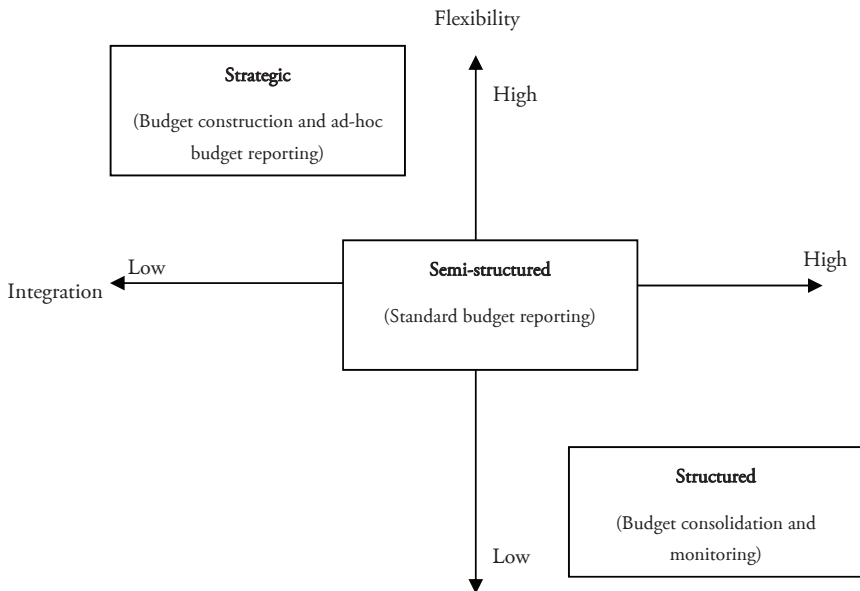 Flexibility
Strategic
(Budget construction and ad-hoc
budget reporting)
High
Low
High
Integration
Semi-structured
(Standard budget reporting)
Structured
(Budget consolidation and
monitoring)
Low